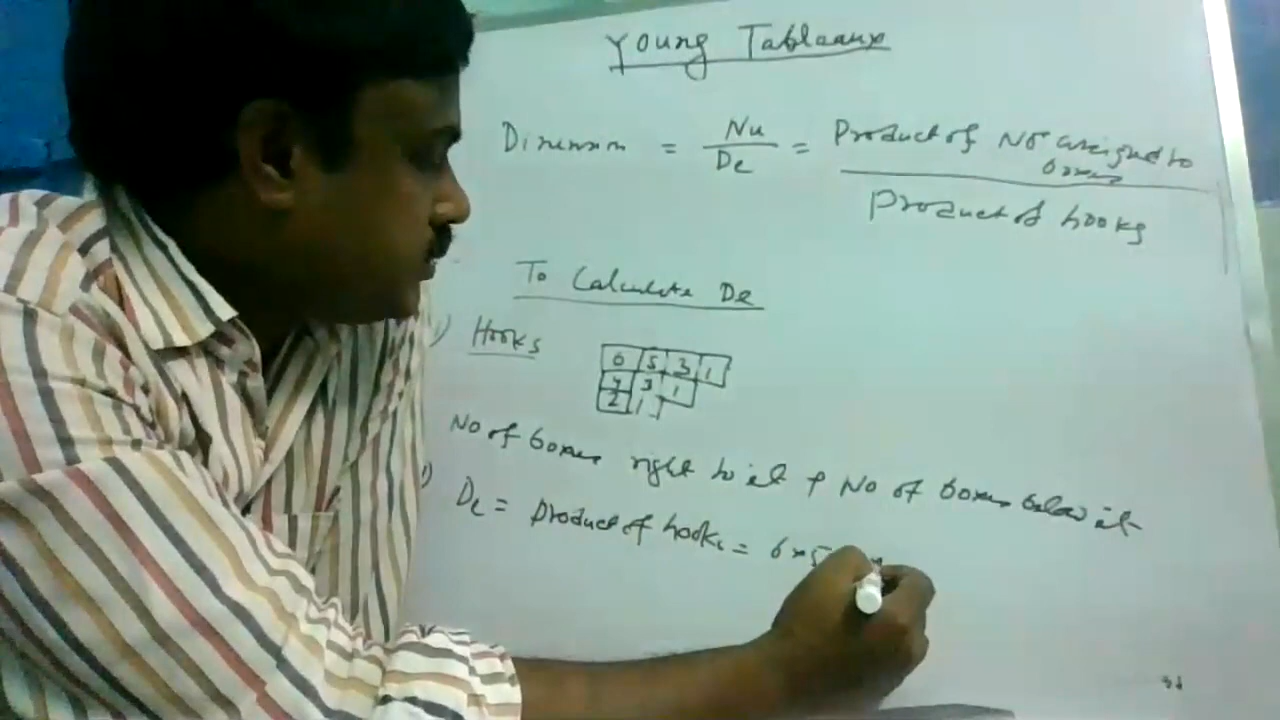 Young Tableaux
Dimension = Nu / De = Product of No assigned to boxes / Product of hooks
To Calculate De
1) Hooks
6 5 3 1
4 3 1
2 1
No of boxes right to it + No of boxes below it
De = Product of hooks = 6 × 5